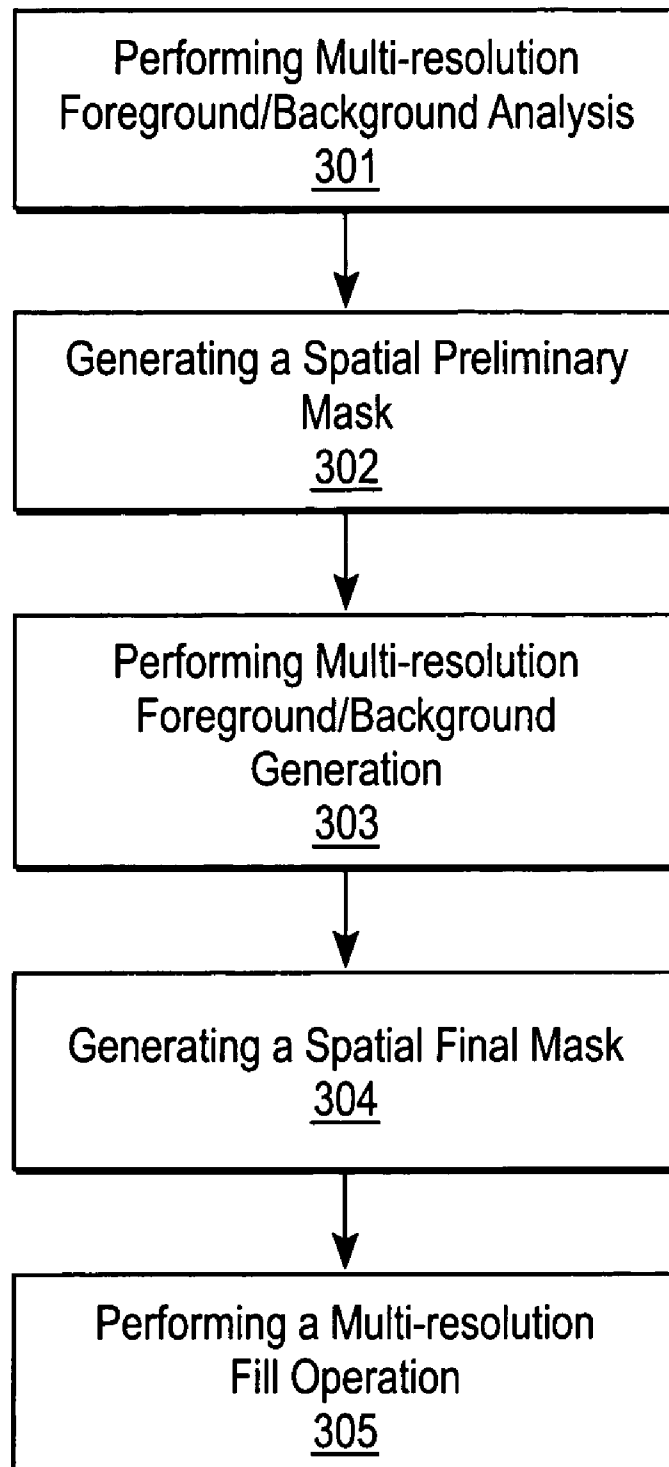 Performing Multi-resolution
Foreground/Background Analysis
301
Generating a Spatial Preliminary
Mask
302
Performing Multi-resolution
Foreground/Background
Generation
303
Generating a Spatial Final Mask
304
Performing a Multi-resolution
Fill Operation
305